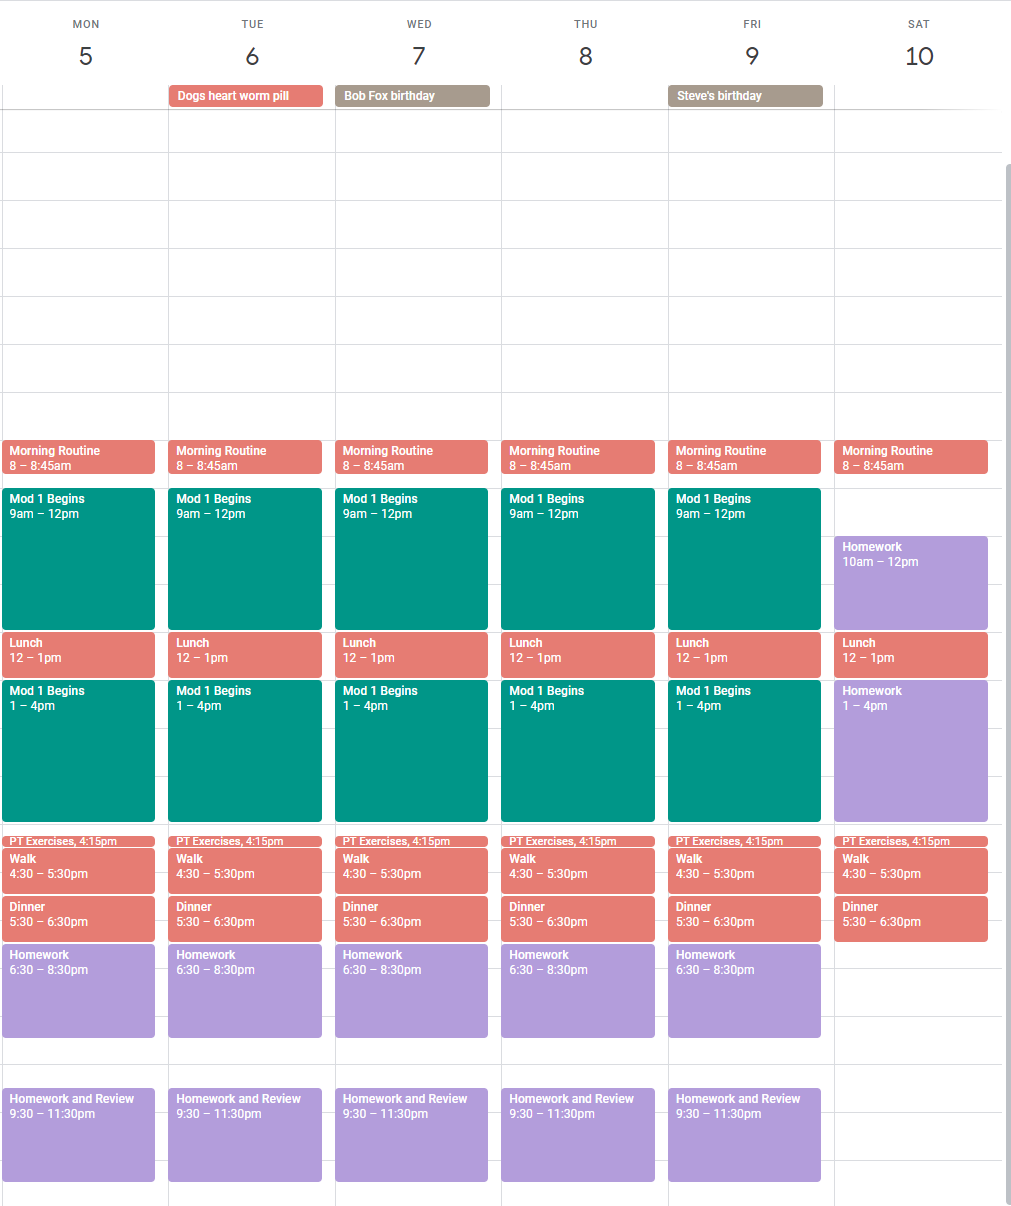 MON
TUE
WED
THU
FRI
SAT
5
6
7
8
9
10
Dogs heart worm pill
Bob Fox birthday
Steve's birthday
Morning Routine
8 – 8:45am
Mod 1 Begins
9am – 12pm
Lunch
12 – 1pm
Mod 1 Begins
1 – 4pm
PT Exercises, 4:15pm
Walk
4:30 – 5:30pm
Dinner
5:30 – 6:30pm
Homework
6:30 – 8:30pm
Homework and Review
9:30 – 11:30pm
Morning Routine
8 – 8:45am
Mod 1 Begins
9am – 12pm
Lunch
12 – 1pm
Mod 1 Begins
1 – 4pm
PT Exercises, 4:15pm
Walk
4:30 – 5:30pm
Dinner
5:30 – 6:30pm
Homework
6:30 – 8:30pm
Homework and Review
9:30 – 11:30pm
Morning Routine
8 – 8:45am
Mod 1 Begins
9am – 12pm
Lunch
12 – 1pm
Mod 1 Begins
1 – 4pm
PT Exercises, 4:15pm
Walk
4:30 – 5:30pm
Dinner
5:30 – 6:30pm
Homework
6:30 – 8:30pm
Homework and Review
9:30 – 11:30pm
Morning Routine
8 – 8:45am
Mod 1 Begins
9am – 12pm
Lunch
12 – 1pm
Mod 1 Begins
1 – 4pm
PT Exercises, 4:15pm
Walk
4:30 – 5:30pm
Dinner
5:30 – 6:30pm
Homework
6:30 – 8:30pm
Homework and Review
9:30 – 11:30pm
Morning Routine
8 – 8:45am
Mod 1 Begins
9am – 12pm
Lunch
12 – 1pm
Mod 1 Begins
1 – 4pm
PT Exercises, 4:15pm
Walk
4:30 – 5:30pm
Dinner
5:30 – 6:30pm
Homework
6:30 – 8:30pm
Homework and Review
9:30 – 11:30pm
Morning Routine
8 – 8:45am
Homework
10am – 12pm
Lunch
12 – 1pm
Homework
1 – 4pm
PT Exercises, 4:15pm
Walk
4:30 – 5:30pm
Dinner
5:30 – 6:30pm